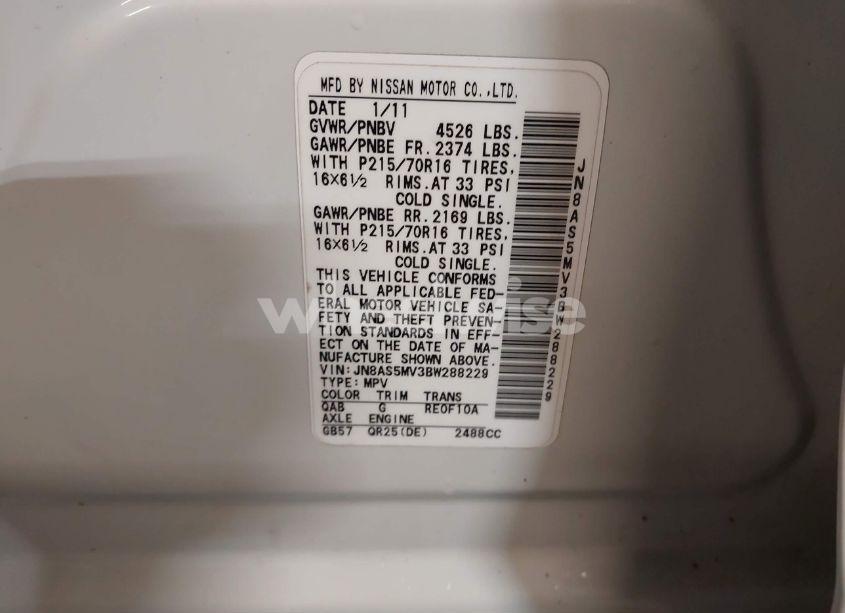 MFD BY NISSAN MOTOR CO.,LTD.
DATE 1/11
GVWR/PNBV 4526 LBS.
GAWR/PNBE FR. 2374 LBS.
WITH P215/70R16 TIRES,
16X6½ RIMS. AT 33 PSI
COLD SINGLE.
GAWR/PNBE RR. 2169 LBS.
WITH P215/70R16 TIRES,
16X6½ RIMS. AT 33 PSI
COLD SINGLE.
THIS VEHICLE CONFORMS
TO ALL APPLICABLE FED-
ERAL MOTOR VEHICLE SA-
FETY AND THEFT PREVEN-
TION STANDARDS IN EFF-
ECT ON THE DATE OF MA-
NUFACTURE SHOWN ABOVE.
VIN: JN8AS5MV3BW288229
TYPE: MPV
COLOR TRIM TRANS
QAB G RE0F10A
AXLE ENGINE
GB57 QR25(DE) 2488CC
JN8AS5MV3BW288229